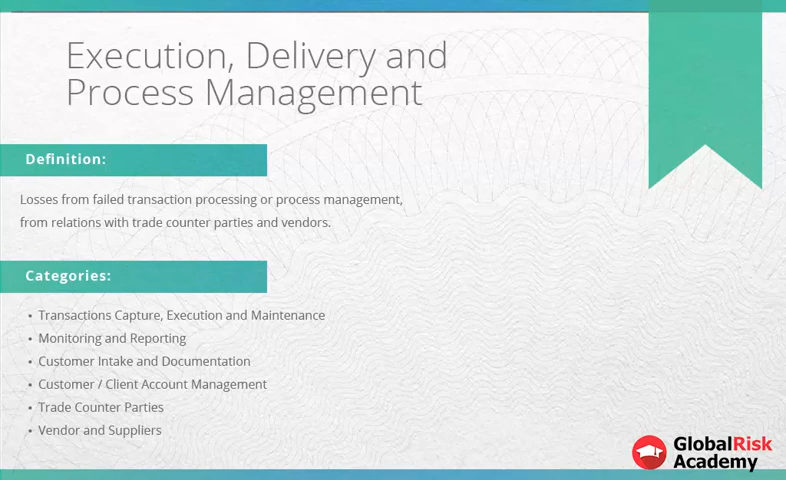 Execution, Delivery and
Process Management
Definition:
Losses from failed transaction processing or process management,
from relations with trade counter parties and vendors.
Categories:
• Transactions Capture, Execution and Maintenance
• Monitoring and Reporting
• Customer Intake and Documentation
• Customer / Client Account Management
• Trade Counter Parties
• Vendor and Suppliers
GlobalRisk
Academy